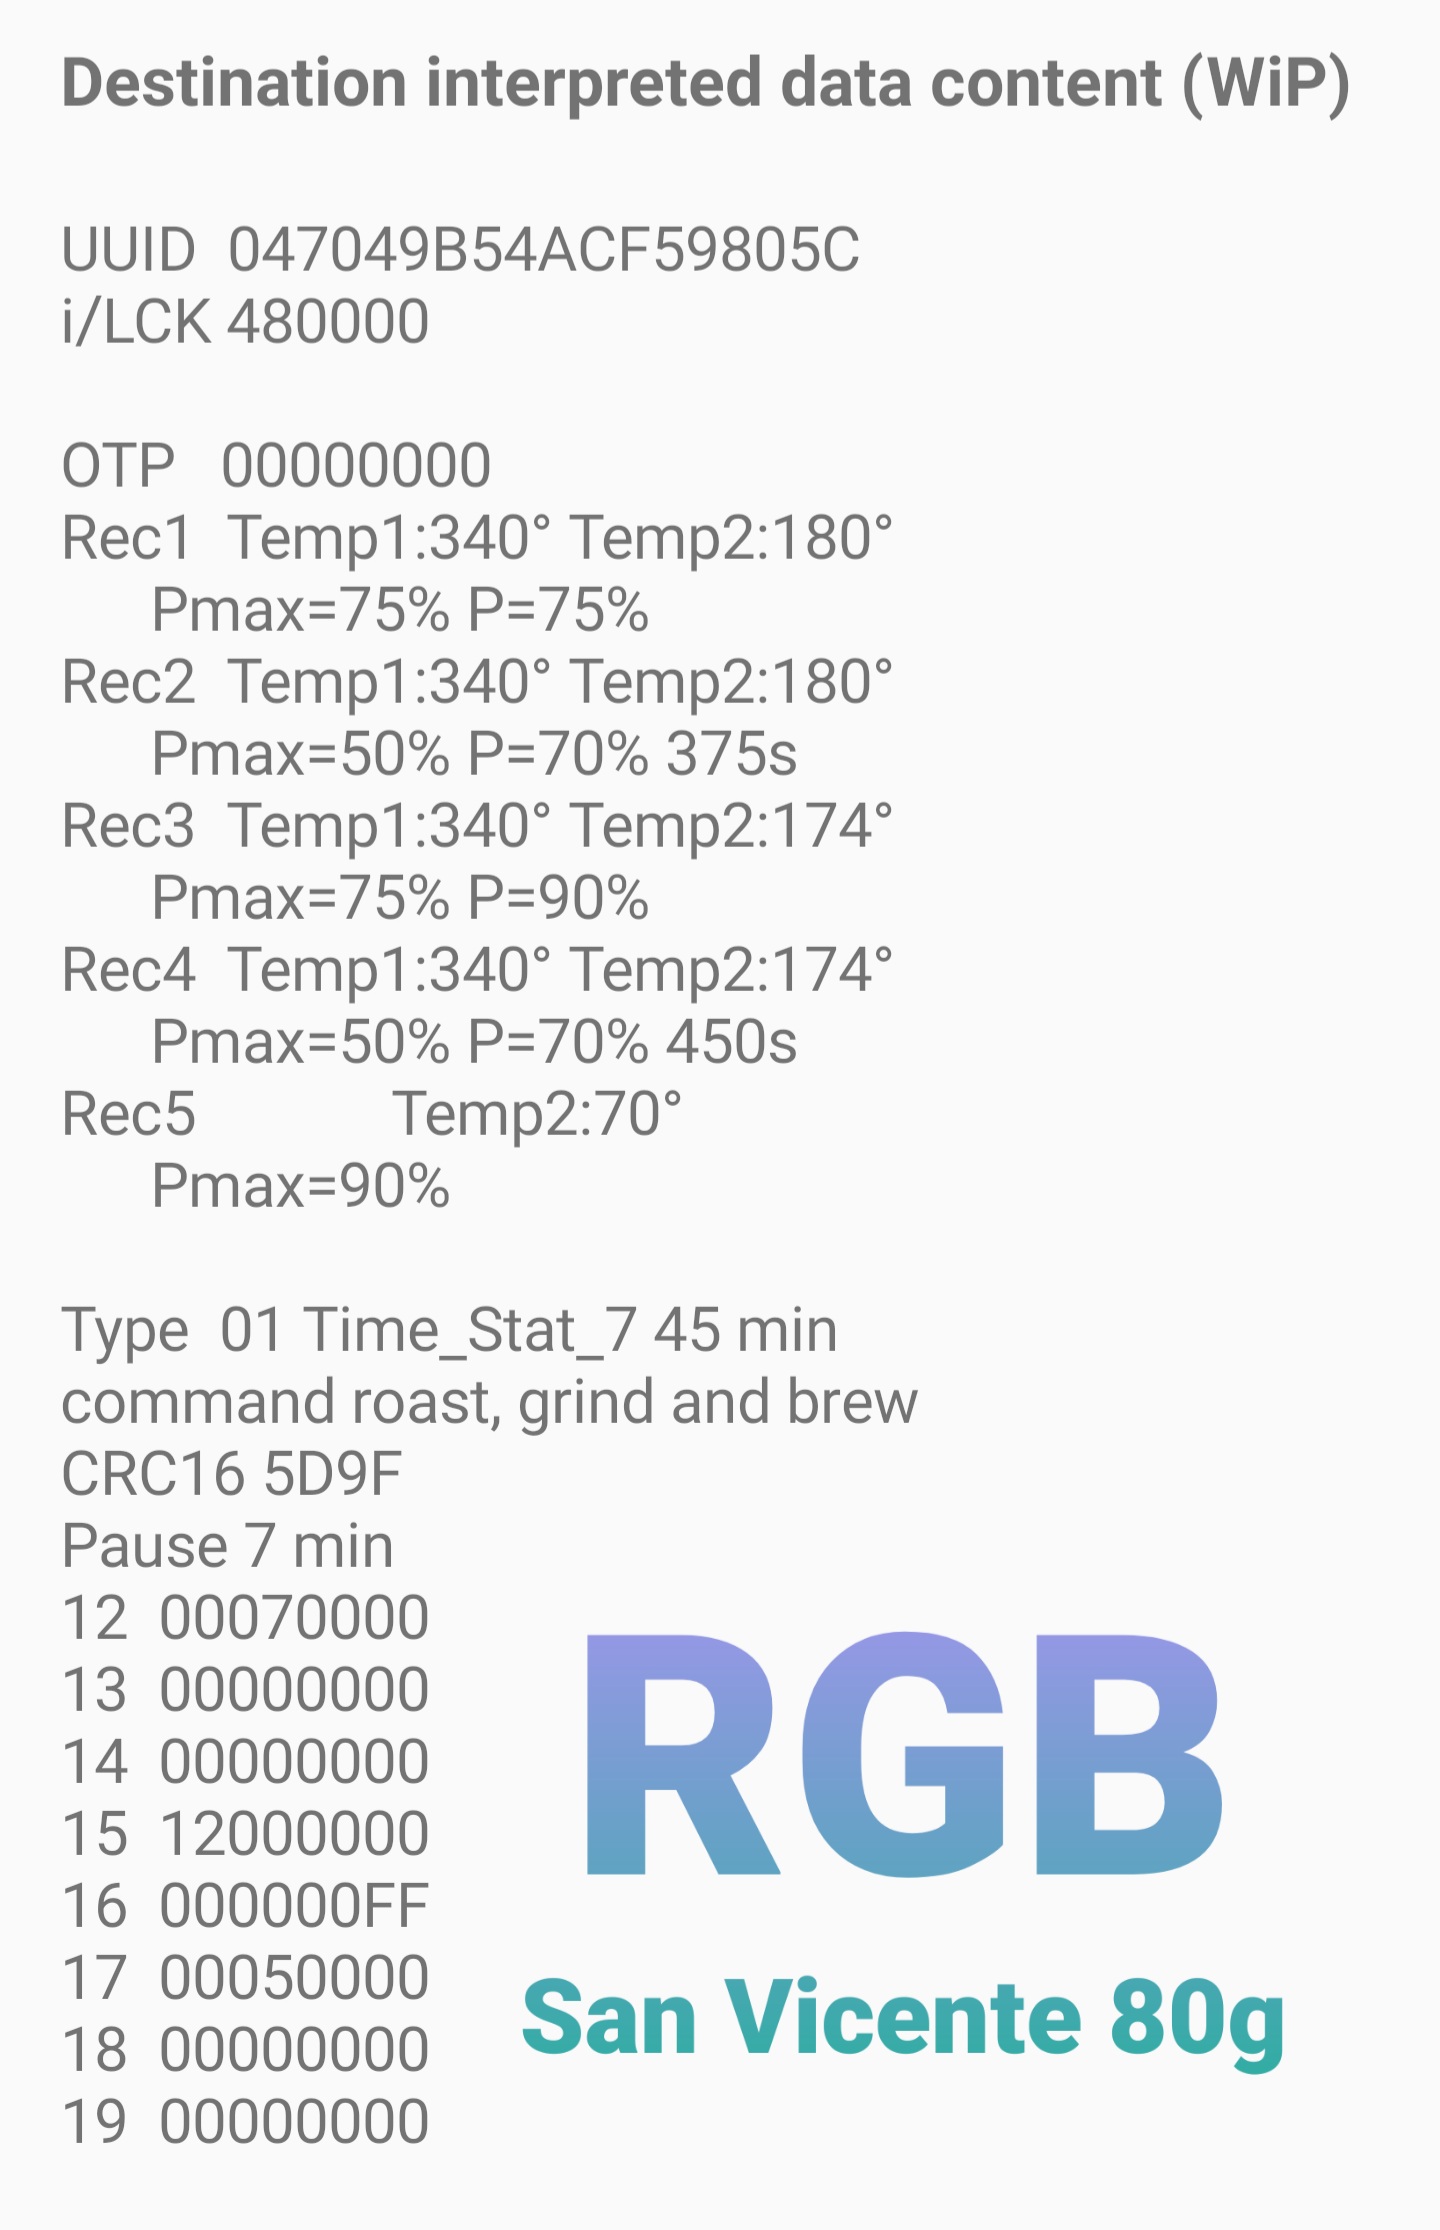 Destination interpreted data content (WiP)
UUID 047049B54ACF59805C
i/LCK 480000
OTP 00000000
Rec1 Temp1:340° Temp2:180°
Pmax=75% P=75%
Rec2 Temp1:340° Temp2:180°
Pmax=50% P=70% 375s
Rec3 Temp1:340° Temp2:174°
Pmax=75% P=90%
Rec4 Temp1:340° Temp2:174°
Pmax=50% P=70% 450s
Rec5 Temp2:70°
Pmax=90%
Type 01 Time_Stat_7 45 min
command roast, grind and brew
CRC16 5D9F
Pause 7 min
12 00070000
13 00000000
14 00000000
15 12000000
16 000000FF
17 00050000
18 00000000
19 00000000
RGB
San Vicente 80g